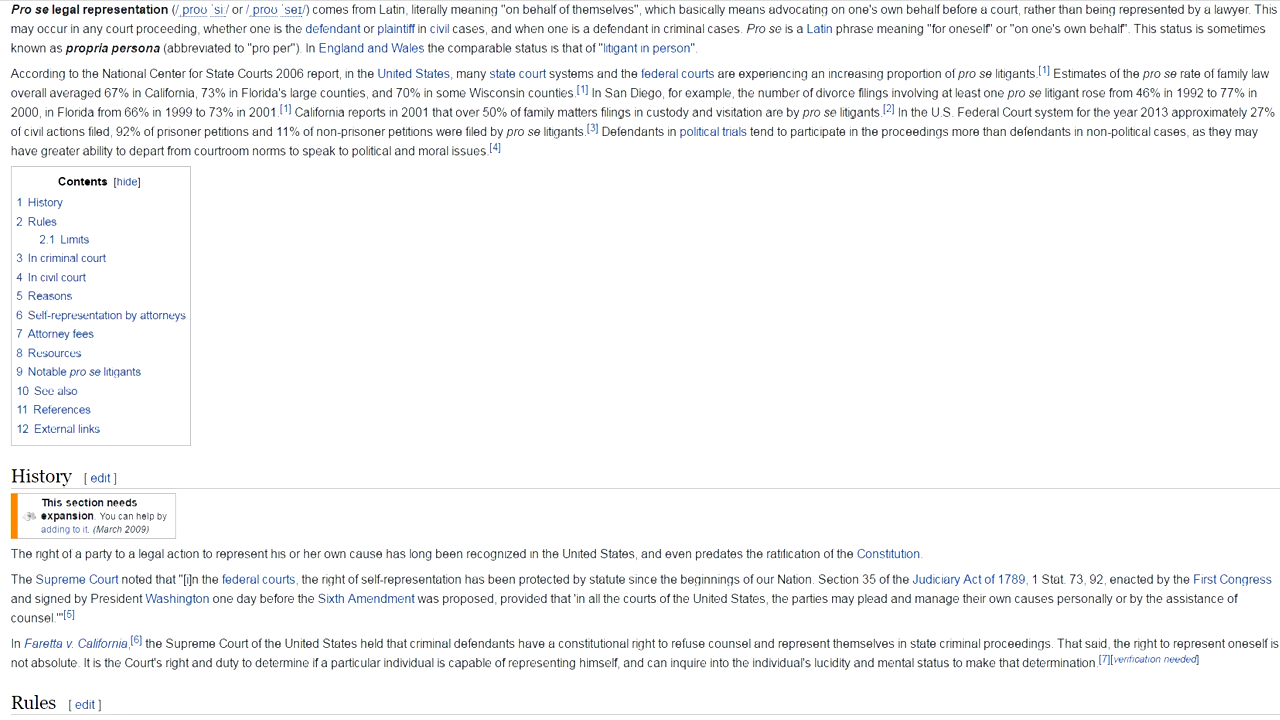 Pro se legal representation (/ˌproʊ ˈsiː/ or /ˌproʊ ˈseɪ/) comes from Latin, literally meaning "on behalf of themselves", which basically means advocating on one's own behalf before a court, rather than being represented by a lawyer. This
may occur in any court proceeding, whether one is the defendant or plaintiff in civil cases, and when one is a defendant in criminal cases. Pro se is a Latin phrase meaning "for oneself" or "on one's own behalf". This status is sometimes
known as propria persona (abbreviated to "pro per"). In England and Wales the comparable status is that of "litigant in person".
According to the National Center for State Courts 2006 report, in the United States, many state court systems and the federal courts are experiencing an increasing proportion of pro se litigants.[1] Estimates of the pro se rate of family law
overall averaged 67% in California, 73% in Florida's large counties, and 70% in some Wisconsin counties.[1] In San Diego, for example, the number of divorce filings involving at least one pro se litigant rose from 46% in 1992 to 77% in
2000, in Florida from 66% in 1999 to 73% in 2001.[1] California reports in 2001 that over 50% of family matters filings in custody and visitation are by pro se litigants.[2] In the U.S. Federal Court system for the year 2013 approximately 27%
of civil actions filed, 92% of prisoner petitions and 11% of non-prisoner petitions were filed by pro se litigants.[3] Defendants in political trials tend to participate in the proceedings more than defendants in non-political cases, as they may
have greater ability to depart from courtroom norms to speak to political and moral issues.[4]
Contents [hide]
1 History
2 Rules
2.1 Limits
3 In criminal court
4 In civil court
5 Reasons
6 Self-representation by attorneys
7 Attorney fees
8 Resources
9 Notable pro se litigants
10 See also
11 References
12 External links
History [ edit ]
This section needs
expansion. You can help by
adding to it. (March 2009)
The right of a party to a legal action to represent his or her own cause has long been recognized in the United States, and even predates the ratification of the Constitution.
The Supreme Court noted that "[i]n the federal courts, the right of self-representation has been protected by statute since the beginnings of our Nation. Section 35 of the Judiciary Act of 1789, 1 Stat. 73, 92, enacted by the First Congress
and signed by President Washington one day before the Sixth Amendment was proposed, provided that 'in all the courts of the United States, the parties may plead and manage their own causes personally or by the assistance of
counsel.'"[5]
In Faretta v. California,[6] the Supreme Court of the United States held that criminal defendants have a constitutional right to refuse counsel and represent themselves in state criminal proceedings. That said, the right to represent oneself is
not absolute. It is the Court's right and duty to determine if a particular individual is capable of representing himself, and can inquire into the individual's lucidity and mental status to make that determination.[7][verification needed]
Rules [ edit ]